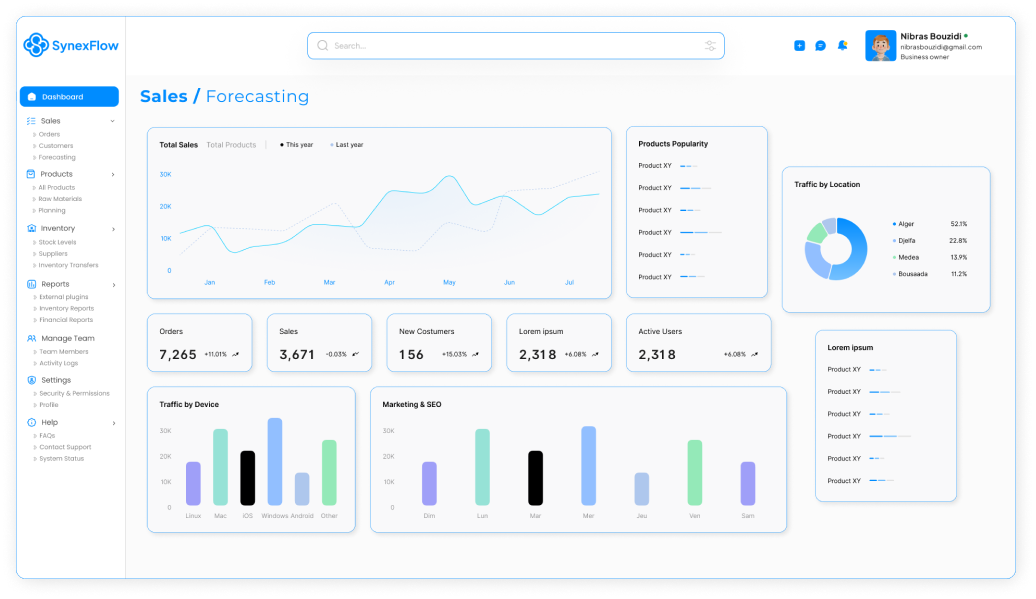 SynexFlow
Search...
Nibras Bouzidi
nibrasbouzidi@gmail.com
Business owner
Dashboard
Sales
Orders
Customers
Forecasting
Products
All Products
Raw Materials
Planning
Inventory
Stock Levels
Suppliers
Inventory Transfers
Reports
External plugins
Inventory Reports
Financial Reports
Manage Team
Team Members
Activity Logs
Settings
Security & Permissions
Profile
Help
FAQs
Contact Support
System Status
Sales / Forecasting
Total Sales Total Products | This year Last year
30K
20K
10K
0
Jan Feb Mar Apr May Jun Jul
Products Popularity
Product XY
Product XY
Product XY
Product XY
Product XY
Product XY
Traffic by Location
Alger 52.1%
Djelfa 22.8%
Medea 13.9%
Bousaada 11.2%
Orders
7,265 +11.01%
Sales
3,671 -0.03%
New Costumers
156 +15.03%
Lorem ipsum
2,318 +6.08%
Active Users
2,318 +6.08%
Lorem ipsum
Product XY
Product XY
Product XY
Product XY
Product XY
Product XY
Traffic by Device
30K
20K
10K
0
Linux Mac iOS Windows Android Other
Marketing & SEO
30K
20K
10K
0
Dim Lun Mar Mer Jeu Ven Sam